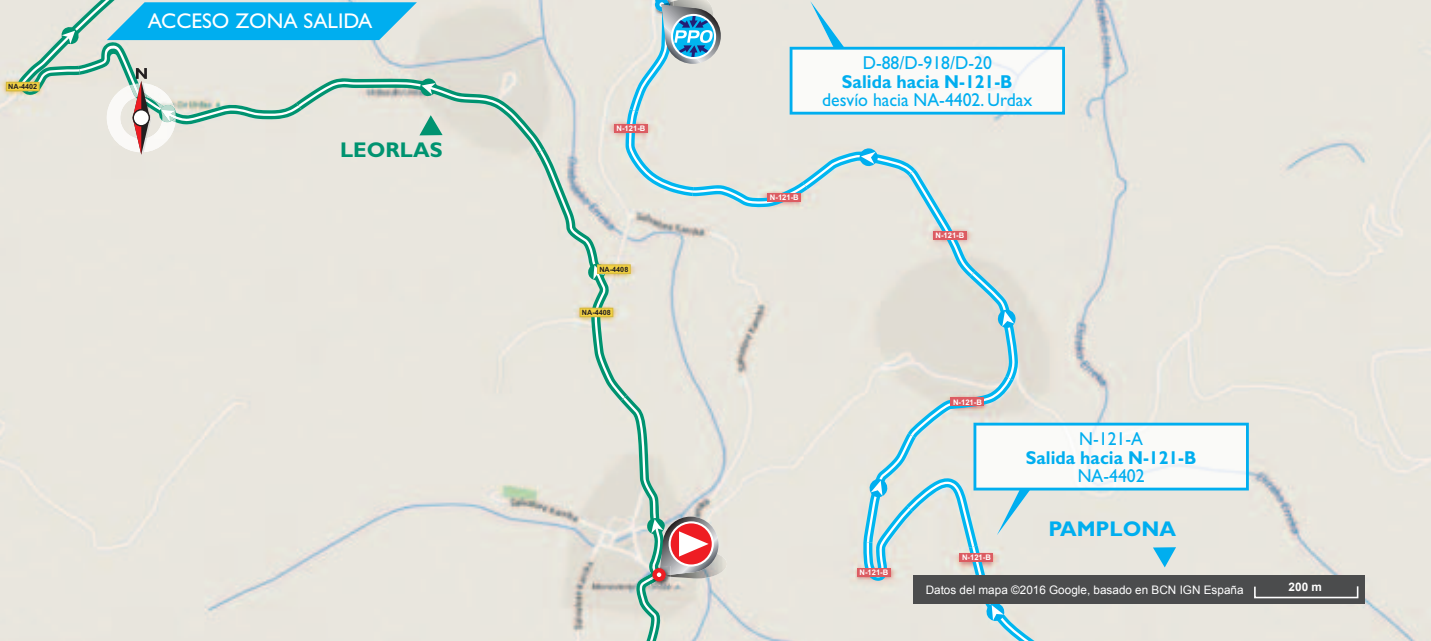 ACCESO ZONA SALIDA
PPO
D-88/D-918/D-20
Salida hacia N-121-B
desvío hacia NA-4402. Urdax
NA-4402
N
LEORLAS
N-121-B
N-121-B
N-121-B
NA-4408
NA-4408
N-121-B
N-121-A
Salida hacia N-121-B
NA-4402
PAMPLONA
N-121-B
N-121-B
Datos del mapa ©2016 Google, basado en BCN IGN España
200 m